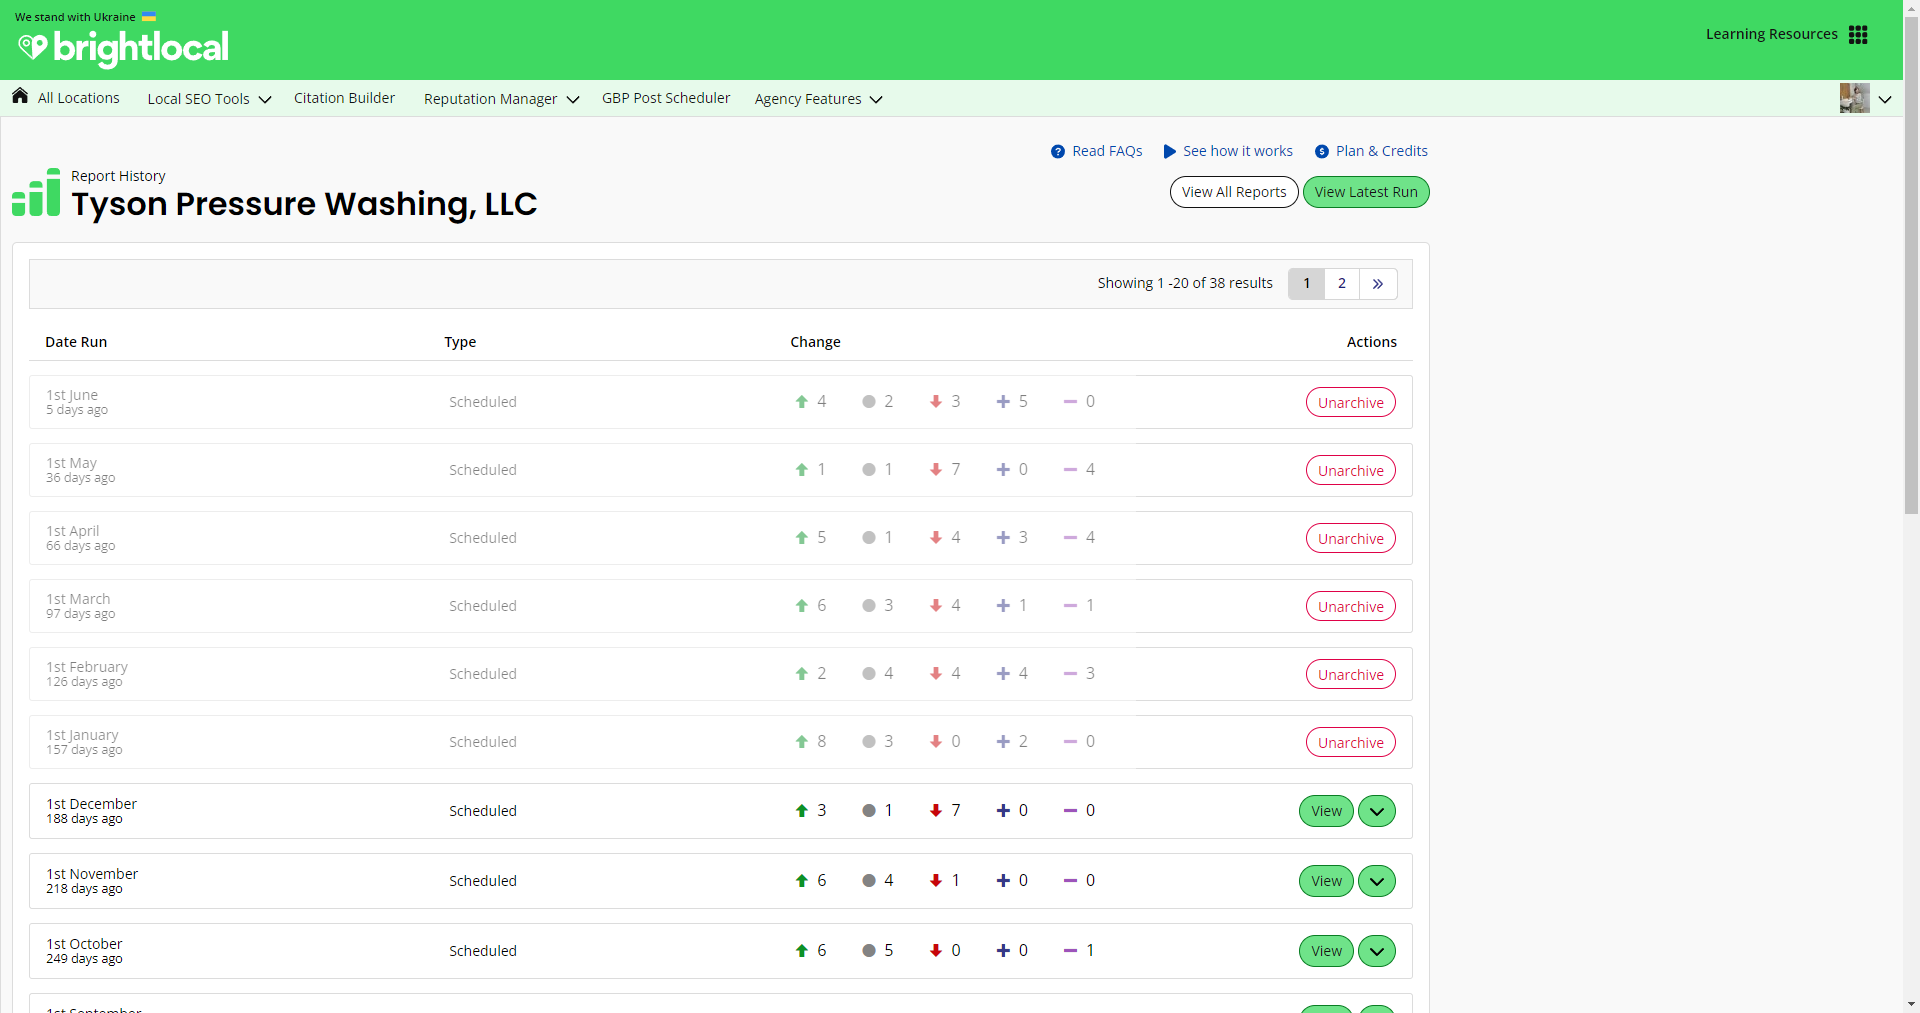 We stand with Ukraine
brightlocal
Learning Resources
All Locations Local SEO Tools Citation Builder Reputation Manager GBP Post Scheduler Agency Features
Read FAQs See how it works Plan & Credits
Report History
Tyson Pressure Washing, LLC
View All Reports View Latest Run
Showing 1 -20 of 38 results 1 2 »
Date Run Type Change Actions
1st June
5 days ago
Scheduled 4 2 3 5 0 Unarchive
1st May
36 days ago
Scheduled 1 1 7 0 4 Unarchive
1st April
66 days ago
Scheduled 5 1 4 3 4 Unarchive
1st March
97 days ago
Scheduled 6 3 4 1 1 Unarchive
1st February
126 days ago
Scheduled 2 4 4 4 3 Unarchive
1st January
157 days ago
Scheduled 8 3 0 2 0 Unarchive
1st December
188 days ago
Scheduled 3 1 7 0 0 View
1st November
218 days ago
Scheduled 6 4 1 0 0 View
1st October
249 days ago
Scheduled 6 5 0 0 1 View
1st September